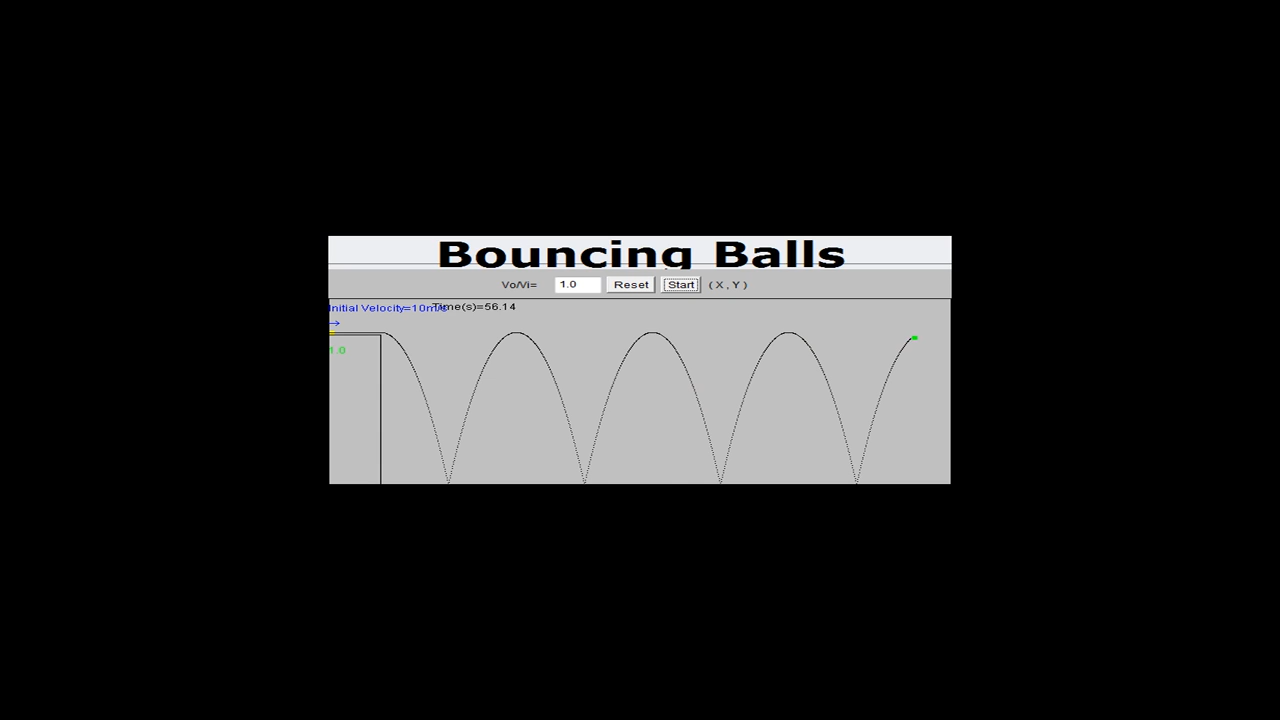 Bouncing Balls
Vo/Vi= 1.0 Reset Start ( X , Y )
Initial Velocity=10m/s Time(s)=56.14
1.0